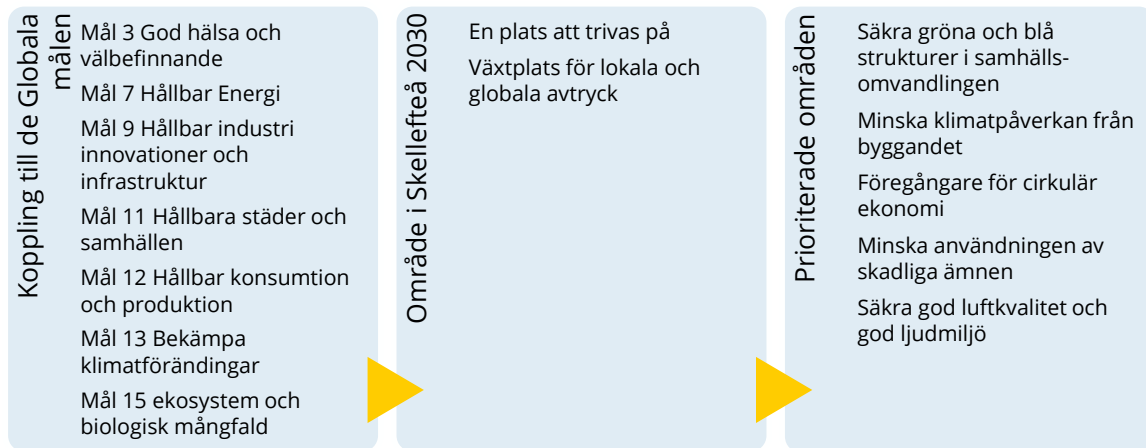 Koppling till de Globala
målen
Mål 3 God hälsa och
välbefinnande
Mål 7 Hållbar Energi
Mål 9 Hållbar industri
innovationer och
infrastruktur
Mål 11 Hållbara städer och
samhällen
Mål 12 Hållbar konsumtion
och produktion
Mål 13 Bekämpa
klimatförändingar
Mål 15 ekosystem och
biologisk mångfald
Område i Skellefteå 2030
En plats att trivas på
Växtplats för lokala och
globala avtryck
Prioriterade områden
Säkra gröna och blå
strukturer i samhälls-
omvandlingen
Minska klimatpåverkan från
byggandet
Föregångare för cirkulär
ekonomi
Minska användningen av
skadliga ämnen
Säkra god luftkvalitet och
god ljudmiljö